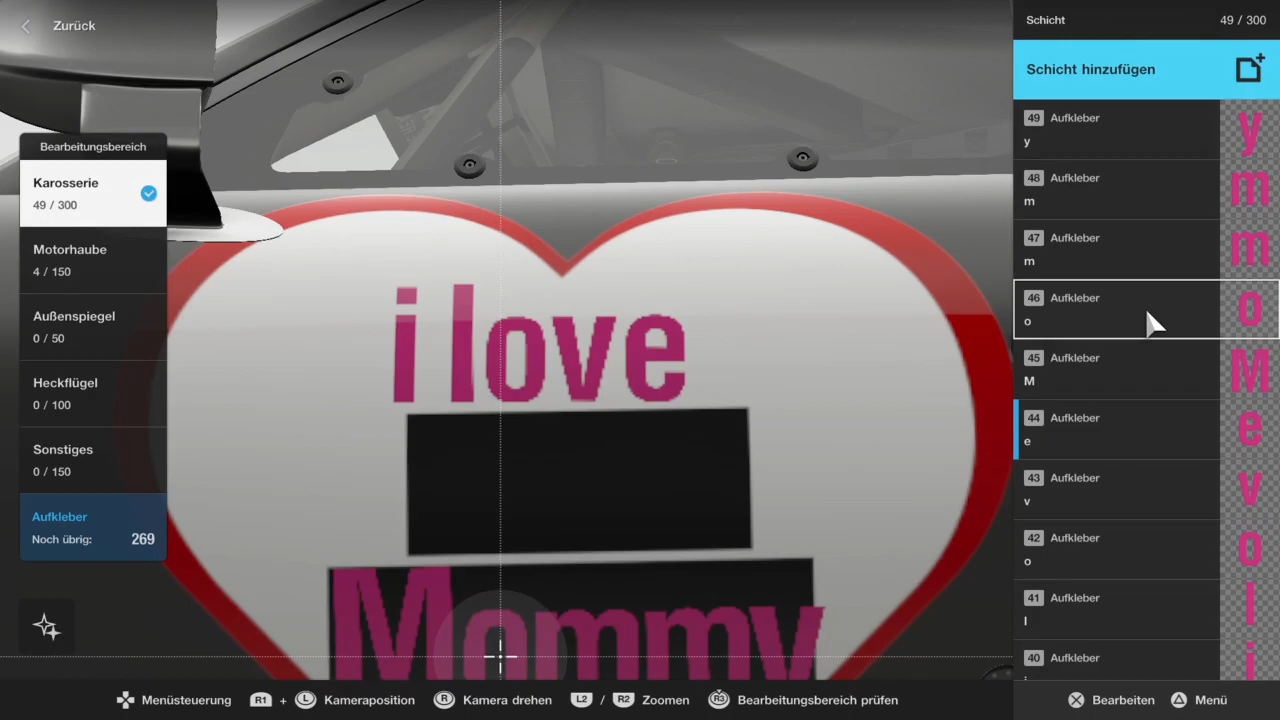 Zurück
Schicht 49 / 300
Schicht hinzufügen
49 Aufkleber
y
y
48 Aufkleber
m
m
47 Aufkleber
m
m
46 Aufkleber
o
o
45 Aufkleber
M
M
44 Aufkleber
e
e
43 Aufkleber
v
v
42 Aufkleber
o
o
41 Aufkleber
l
l
40 Aufkleber
i
Bearbeitungsbereich
Karosserie
49 / 300
Motorhaube
4 / 150
Außenspiegel
0 / 50
Heckflügel
0 / 100
Sonstiges
0 / 150
Aufkleber
Noch übrig: 269
i love
Mommy
Menüsteuerung R1 + L Kameraposition R Kamera drehen L2 / R2 Zoomen R3 Bearbeitungsbereich prüfen Bearbeiten Menü